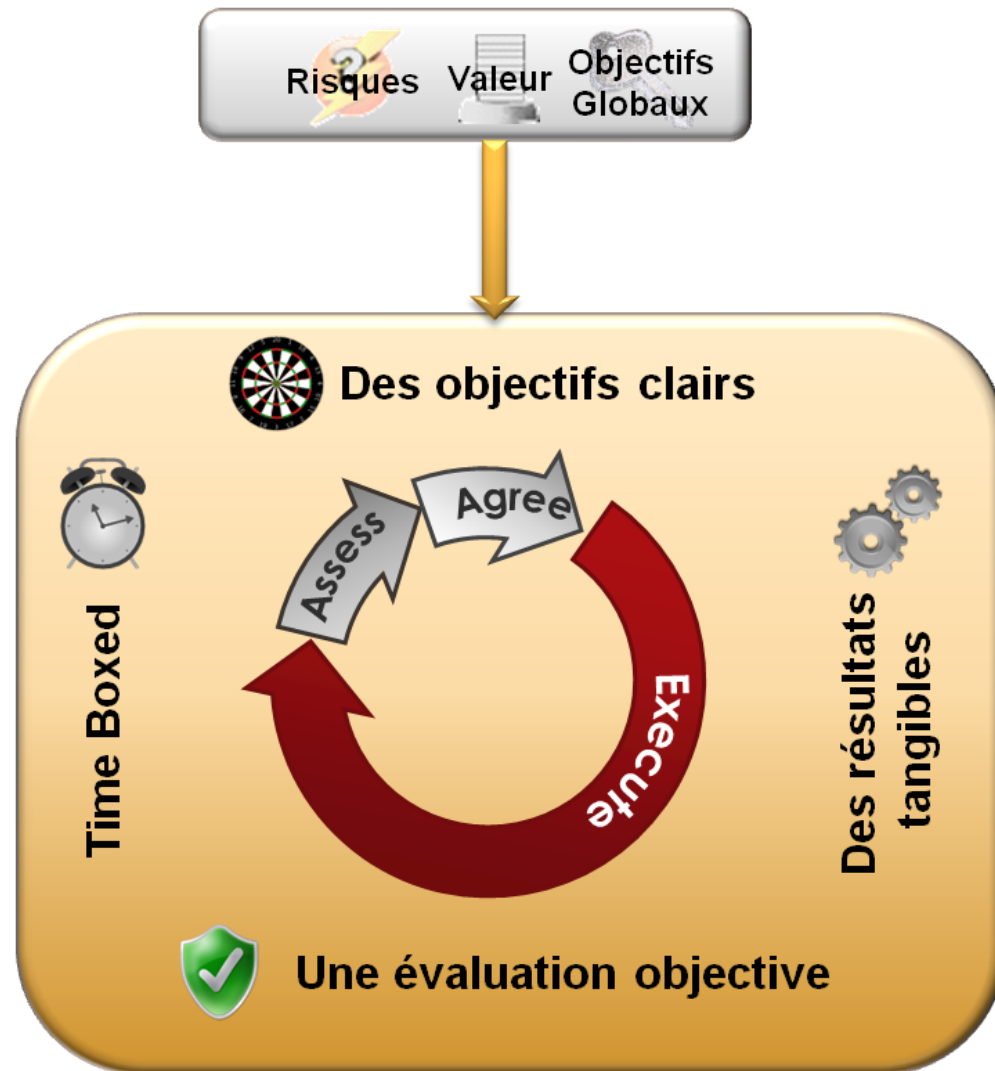 Risques Valeur Objectifs
Globaux
Des objectifs clairs
Agree
Assess
Execute
Time Boxed
Des résultats
tangibles
Une évaluation objective